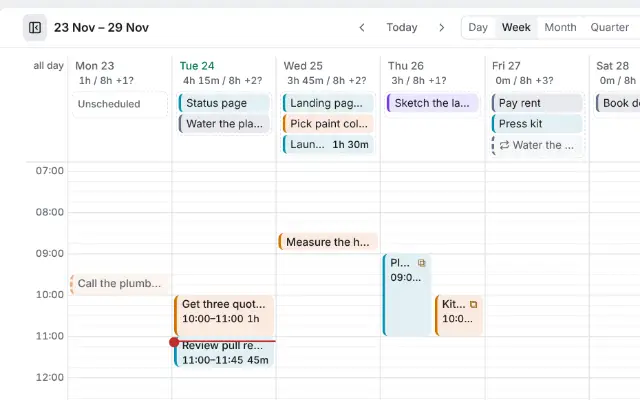 23 Nov – 29 Nov
Today
Day
Week
Month
Quarter
all day
Mon 23
1h / 8h +1?
Tue 24
4h 15m / 8h +2?
Wed 25
3h 45m / 8h +2?
Thu 26
3h / 8h +1?
Fri 27
0m / 8h +3?
Sat 28
0m / 8h
Unscheduled
Status page
Water the pla...
Landing pag...
Pick paint col...
Laun... 1h 30m
Sketch the la...
Pay rent
Press kit
Water the ...
Book d
07:00
08:00
09:00
10:00
11:00
12:00
Call the plumb...
Get three quot...
10:00–11:00 1h
Review pull re...
11:00–11:45 45m
Measure the h...
Pl...
09:0...
Kit...
10:0...